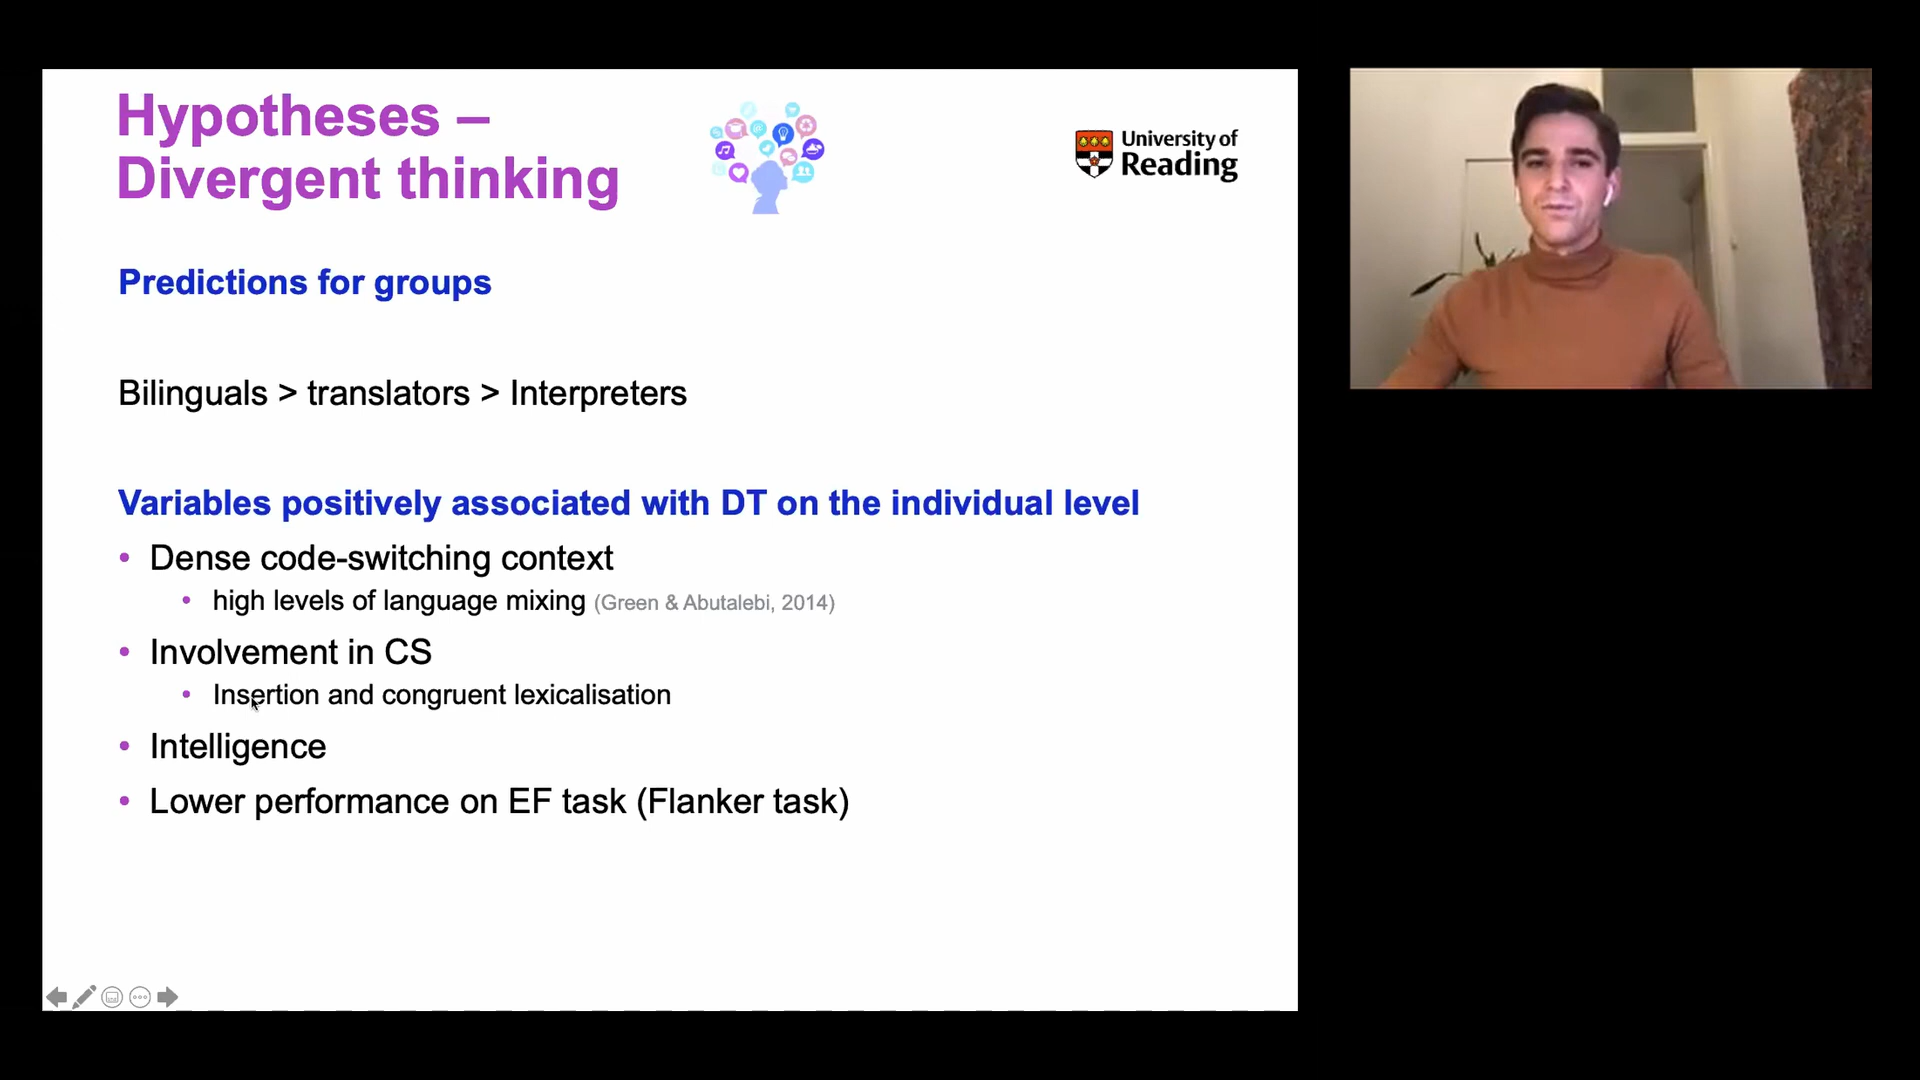 Hypotheses –
Divergent thinking
University of
Reading
Predictions for groups
Bilinguals > translators > Interpreters
Variables positively associated with DT on the individual level
• Dense code-switching context
• high levels of language mixing (Green & Abutalebi, 2014)
• Involvement in CS
• Insertion and congruent lexicalisation
• Intelligence
• Lower performance on EF task (Flanker task)